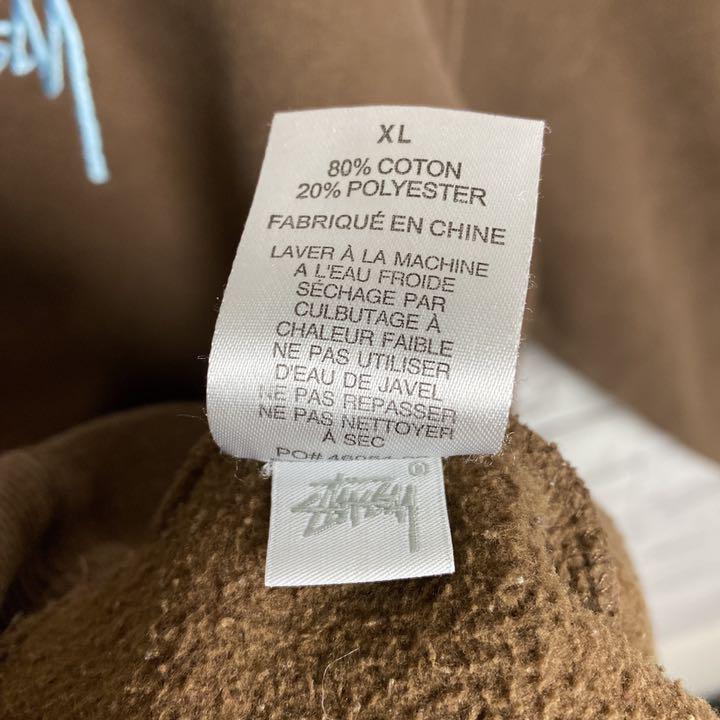 XL
80% COTON
20% POLYESTER
FABRIQUÉ EN CHINE
LAVER À LA MACHINE
A L'EAU FROIDE
SÉCHAGE PAR
CULBUTAGE À
CHALEUR FAIBLE
NE PAS UTILISER
D'EAU DE JAVEL
NE PAS REPASSER
NE PAS NETTOYER
À SEC
PO#
Stüssy®